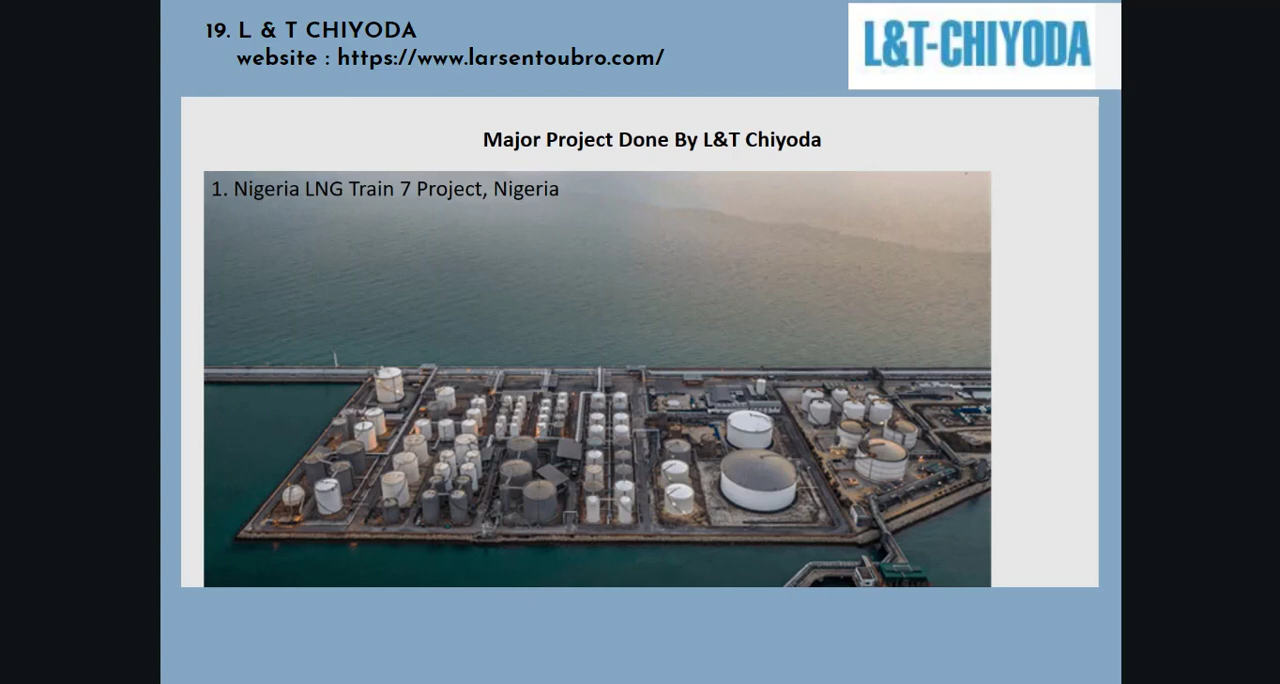 19. L & T CHIYODA
website : https://www.larsentoubro.com/
L&T-CHIYODA
Major Project Done By L&T Chiyoda
1. Nigeria LNG Train 7 Project, Nigeria